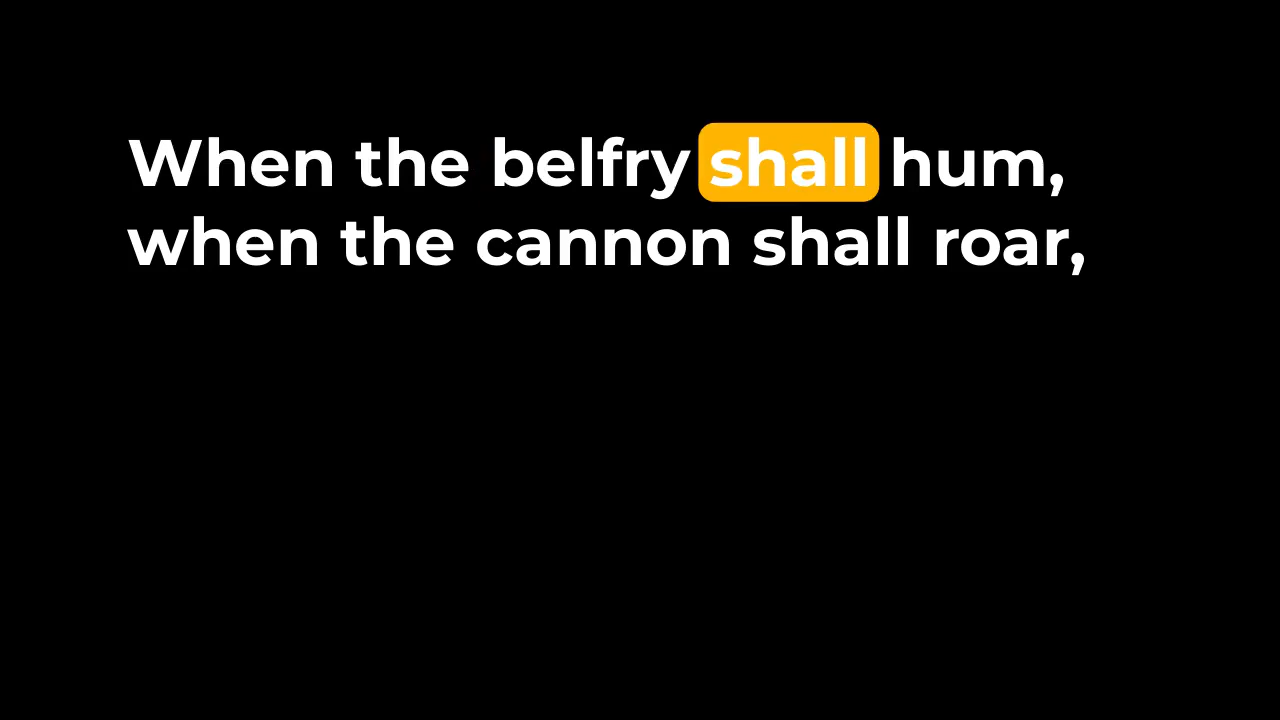 When the belfry shall hum,
when the cannon shall roar,